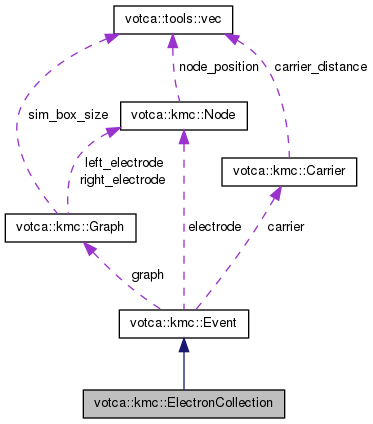 votca::tools::vec
node_position
carrier_distance
sim_box_size
votca::kmc::Node
left_electrode
right_electrode
votca::kmc::Carrier
votca::kmc::Graph
electrode
carrier
graph
votca::kmc::Event
votca::kmc::ElectronCollection